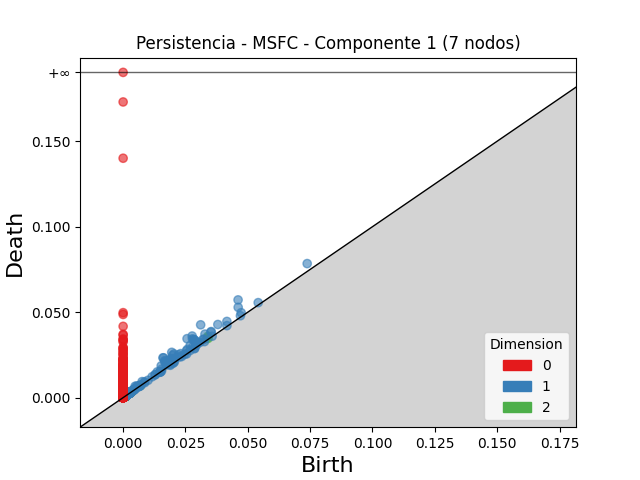 Persistencia - MSFC - Componente 1 (7 nodos)
+∞
0.150
0.100
0.050
0.000
Death
Dimension
0
1
2
0.000 0.025 0.050 0.075 0.100 0.125 0.150 0.175
Birth